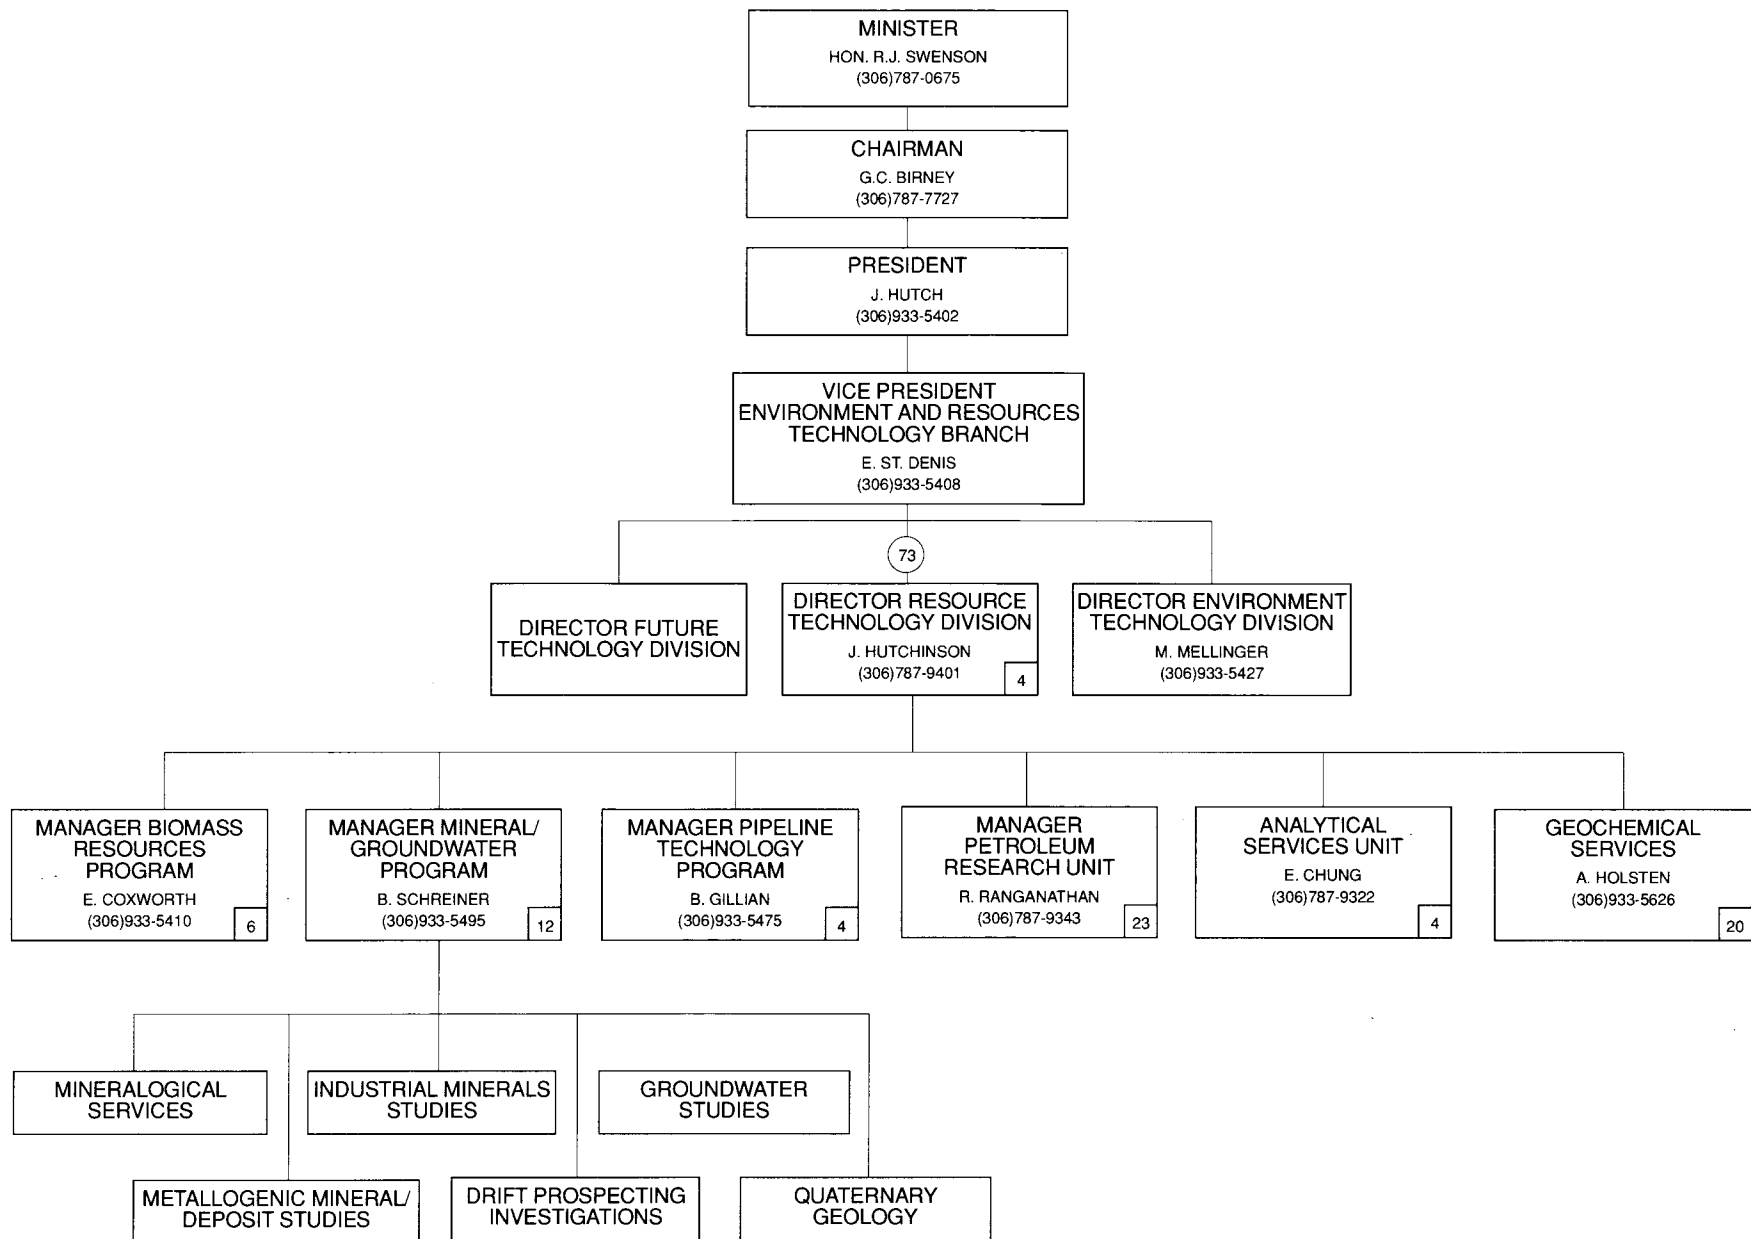 MINISTER
HON. R.J. SWENSON
(306)787-0675
CHAIRMAN
G.C. BIRNEY
(306)787-7727
PRESIDENT
J. HUTCH
(306)933-5402
VICE PRESIDENT
ENVIRONMENT AND RESOURCES
TECHNOLOGY BRANCH
E. ST. DENIS
(306)933-5408
73
DIRECTOR FUTURE
TECHNOLOGY DIVISION
DIRECTOR RESOURCE
TECHNOLOGY DIVISION
J. HUTCHINSON
(306)787-9401
4
DIRECTOR ENVIRONMENT
TECHNOLOGY DIVISION
M. MELLINGER
(306)933-5427
MANAGER BIOMASS
RESOURCES
PROGRAM
E. COXWORTH
(306)933-5410
6
MANAGER MINERAL/
GROUNDWATER
PROGRAM
B. SCHREINER
(306)933-5495
12
MANAGER PIPELINE
TECHNOLOGY
PROGRAM
B. GILLIAN
(306)933-5475
4
MANAGER
PETROLEUM
RESEARCH UNIT
R. RANGANATHAN
(306)787-9343
23
ANALYTICAL
SERVICES UNIT
E. CHUNG
(306)787-9322
4
GEOCHEMICAL
SERVICES
A. HOLSTEN
(306)933-5626
20
MINERALOGICAL
SERVICES
INDUSTRIAL MINERALS
STUDIES
GROUNDWATER
STUDIES
METALLOGENIC MINERAL/
DEPOSIT STUDIES
DRIFT PROSPECTING
INVESTIGATIONS
QUATERNARY
GEOLOGY